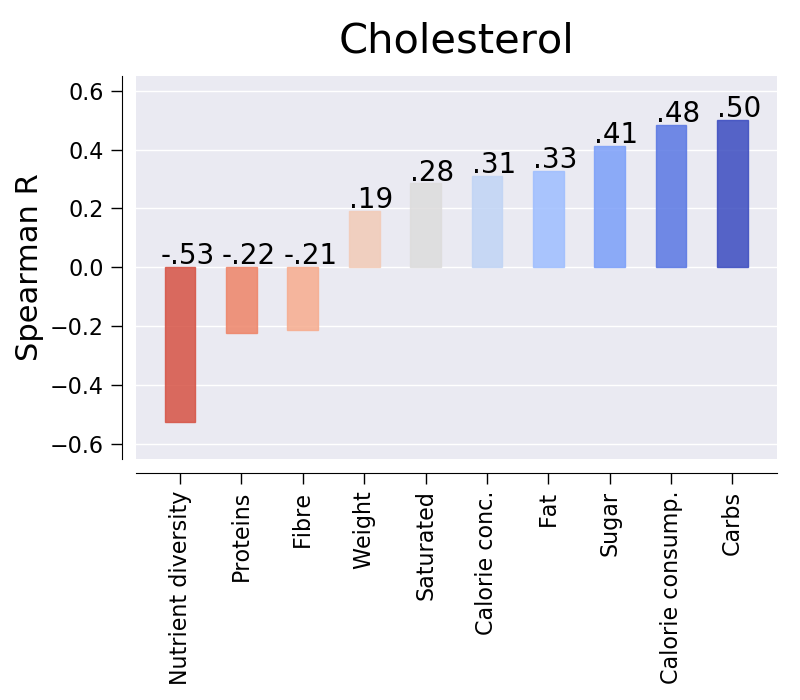 Cholesterol
Spearman R
0.6
0.4
0.2
0.0
−0.2
−0.4
−0.6
-.53 -.22 -.21 .19 .28 .31 .33 .41 .48 .50
Nutrient diversity
Proteins
Fibre
Weight
Saturated
Calorie conc.
Fat
Sugar
Calorie consump.
Carbs